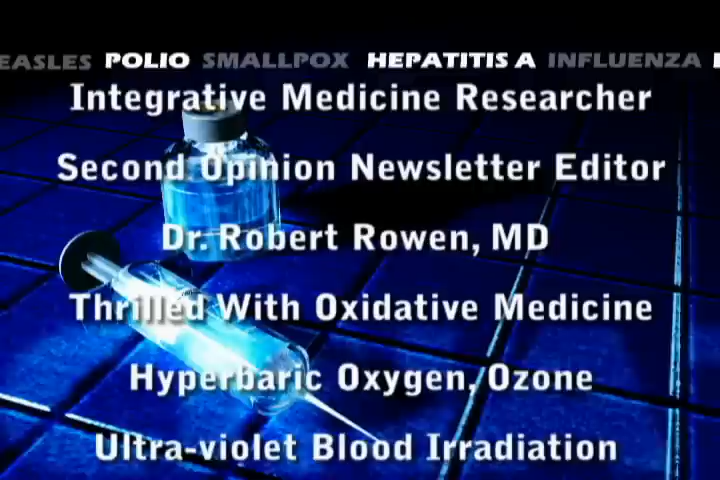 EASLES POLIO SMALLPOX HEPATITIS A INFLUENZA
Integrative Medicine Researcher
Second Opinion Newsletter Editor
Dr. Robert Rowen, MD
Thrilled With Oxidative Medicine
Hyperbaric Oxygen, Ozone
Ultra-violet Blood Irradiation